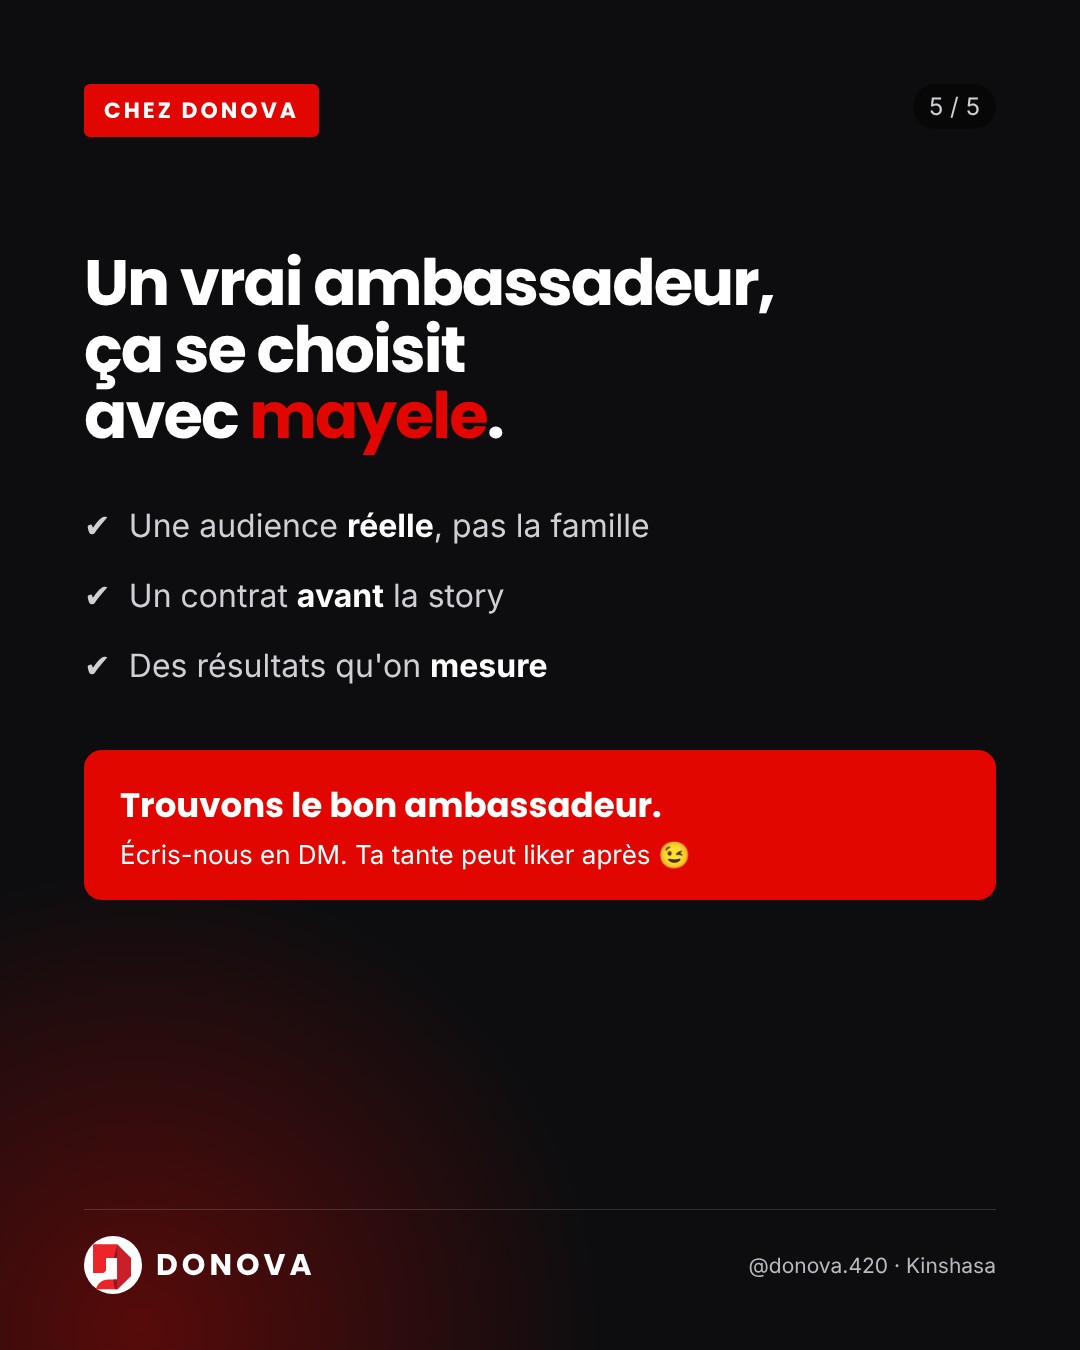 CHEZ DONOVA
5 / 5
Un vrai ambassadeur,
ça se choisit
avec mayele.
✔ Une audience réelle, pas la famille
✔ Un contrat avant la story
✔ Des résultats qu'on mesure
Trouvons le bon ambassadeur.
Écris-nous en DM. Ta tante peut liker après 😉
DONOVA
@donova.420 · Kinshasa